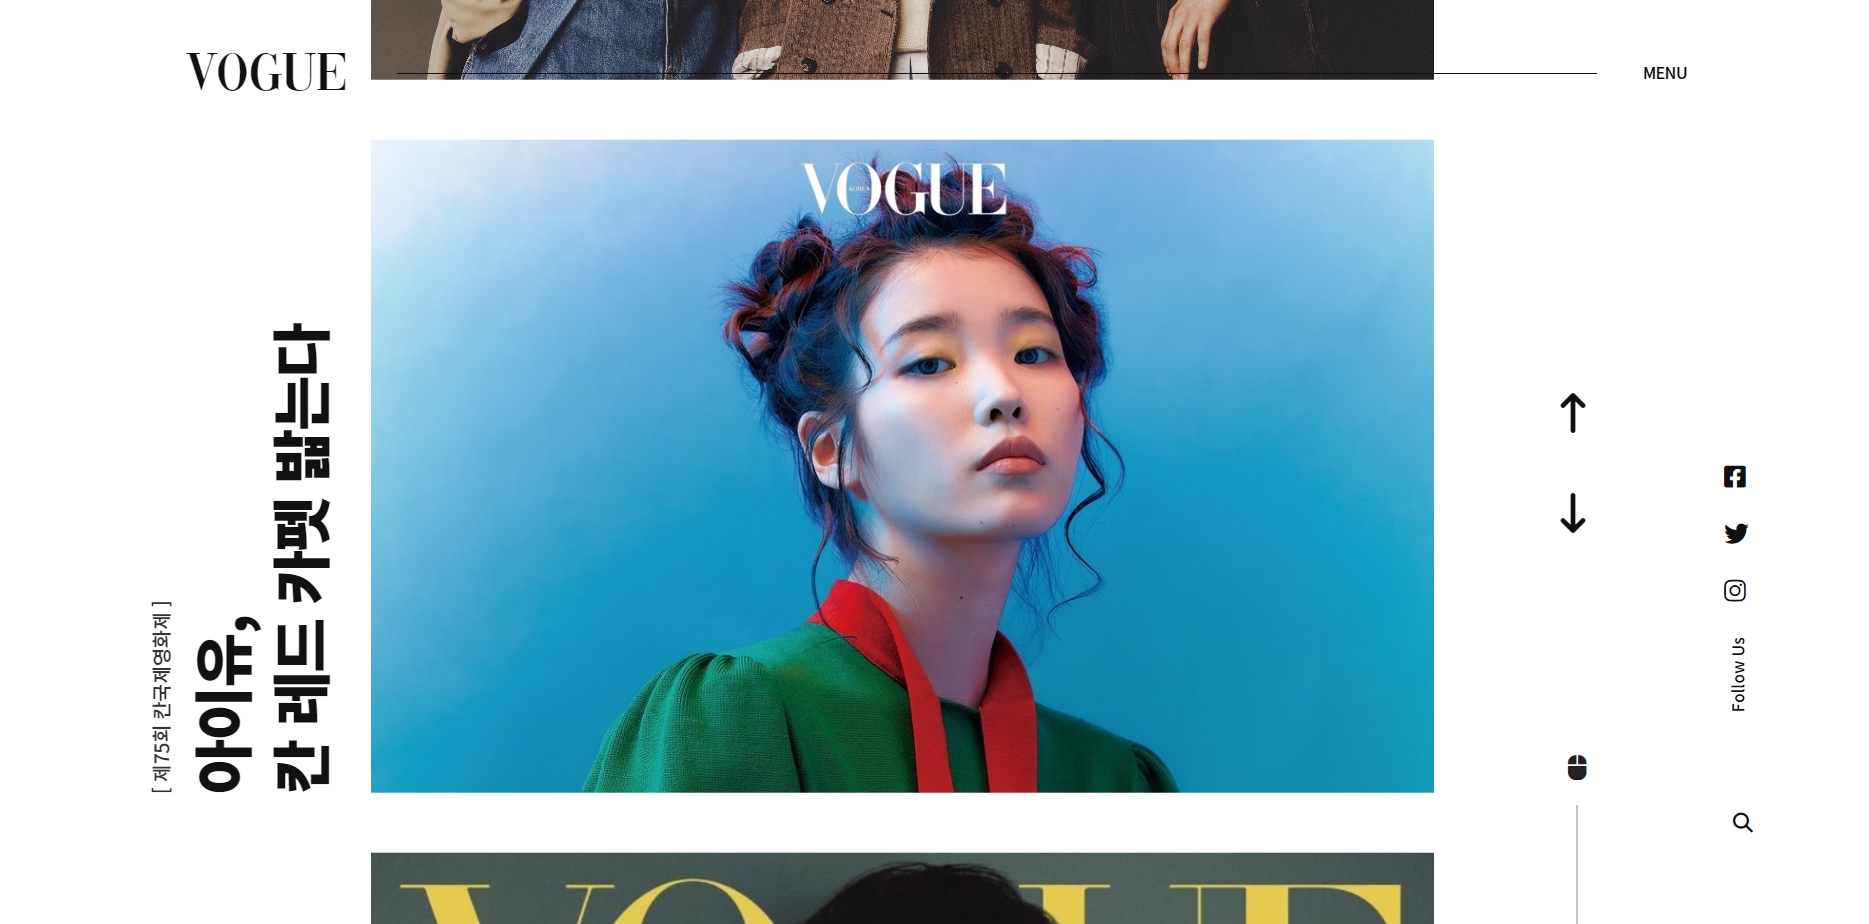 VOGUE
MENU
VOGUE
KOREA
[ 제75회 칸국제영화제 ]
아이유,
칸 레드 카펫 밟는다
Follow Us
VOGUE